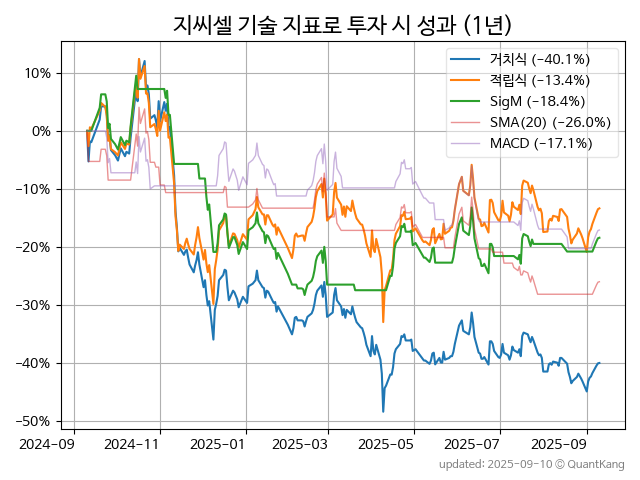 지씨셀 기술 지표로 투자 시 성과 (1년)
거치식 (−40.1%)
적립식 (−13.4%)
SigM (−18.4%)
SMA(20) (−26.0%)
MACD (−17.1%)
10%
0%
−10%
−20%
−30%
−40%
−50%
2024-09 2024-11 2025-01 2025-03 2025-05 2025-07 2025-09
updated: 2025-09-10 © QuantKang